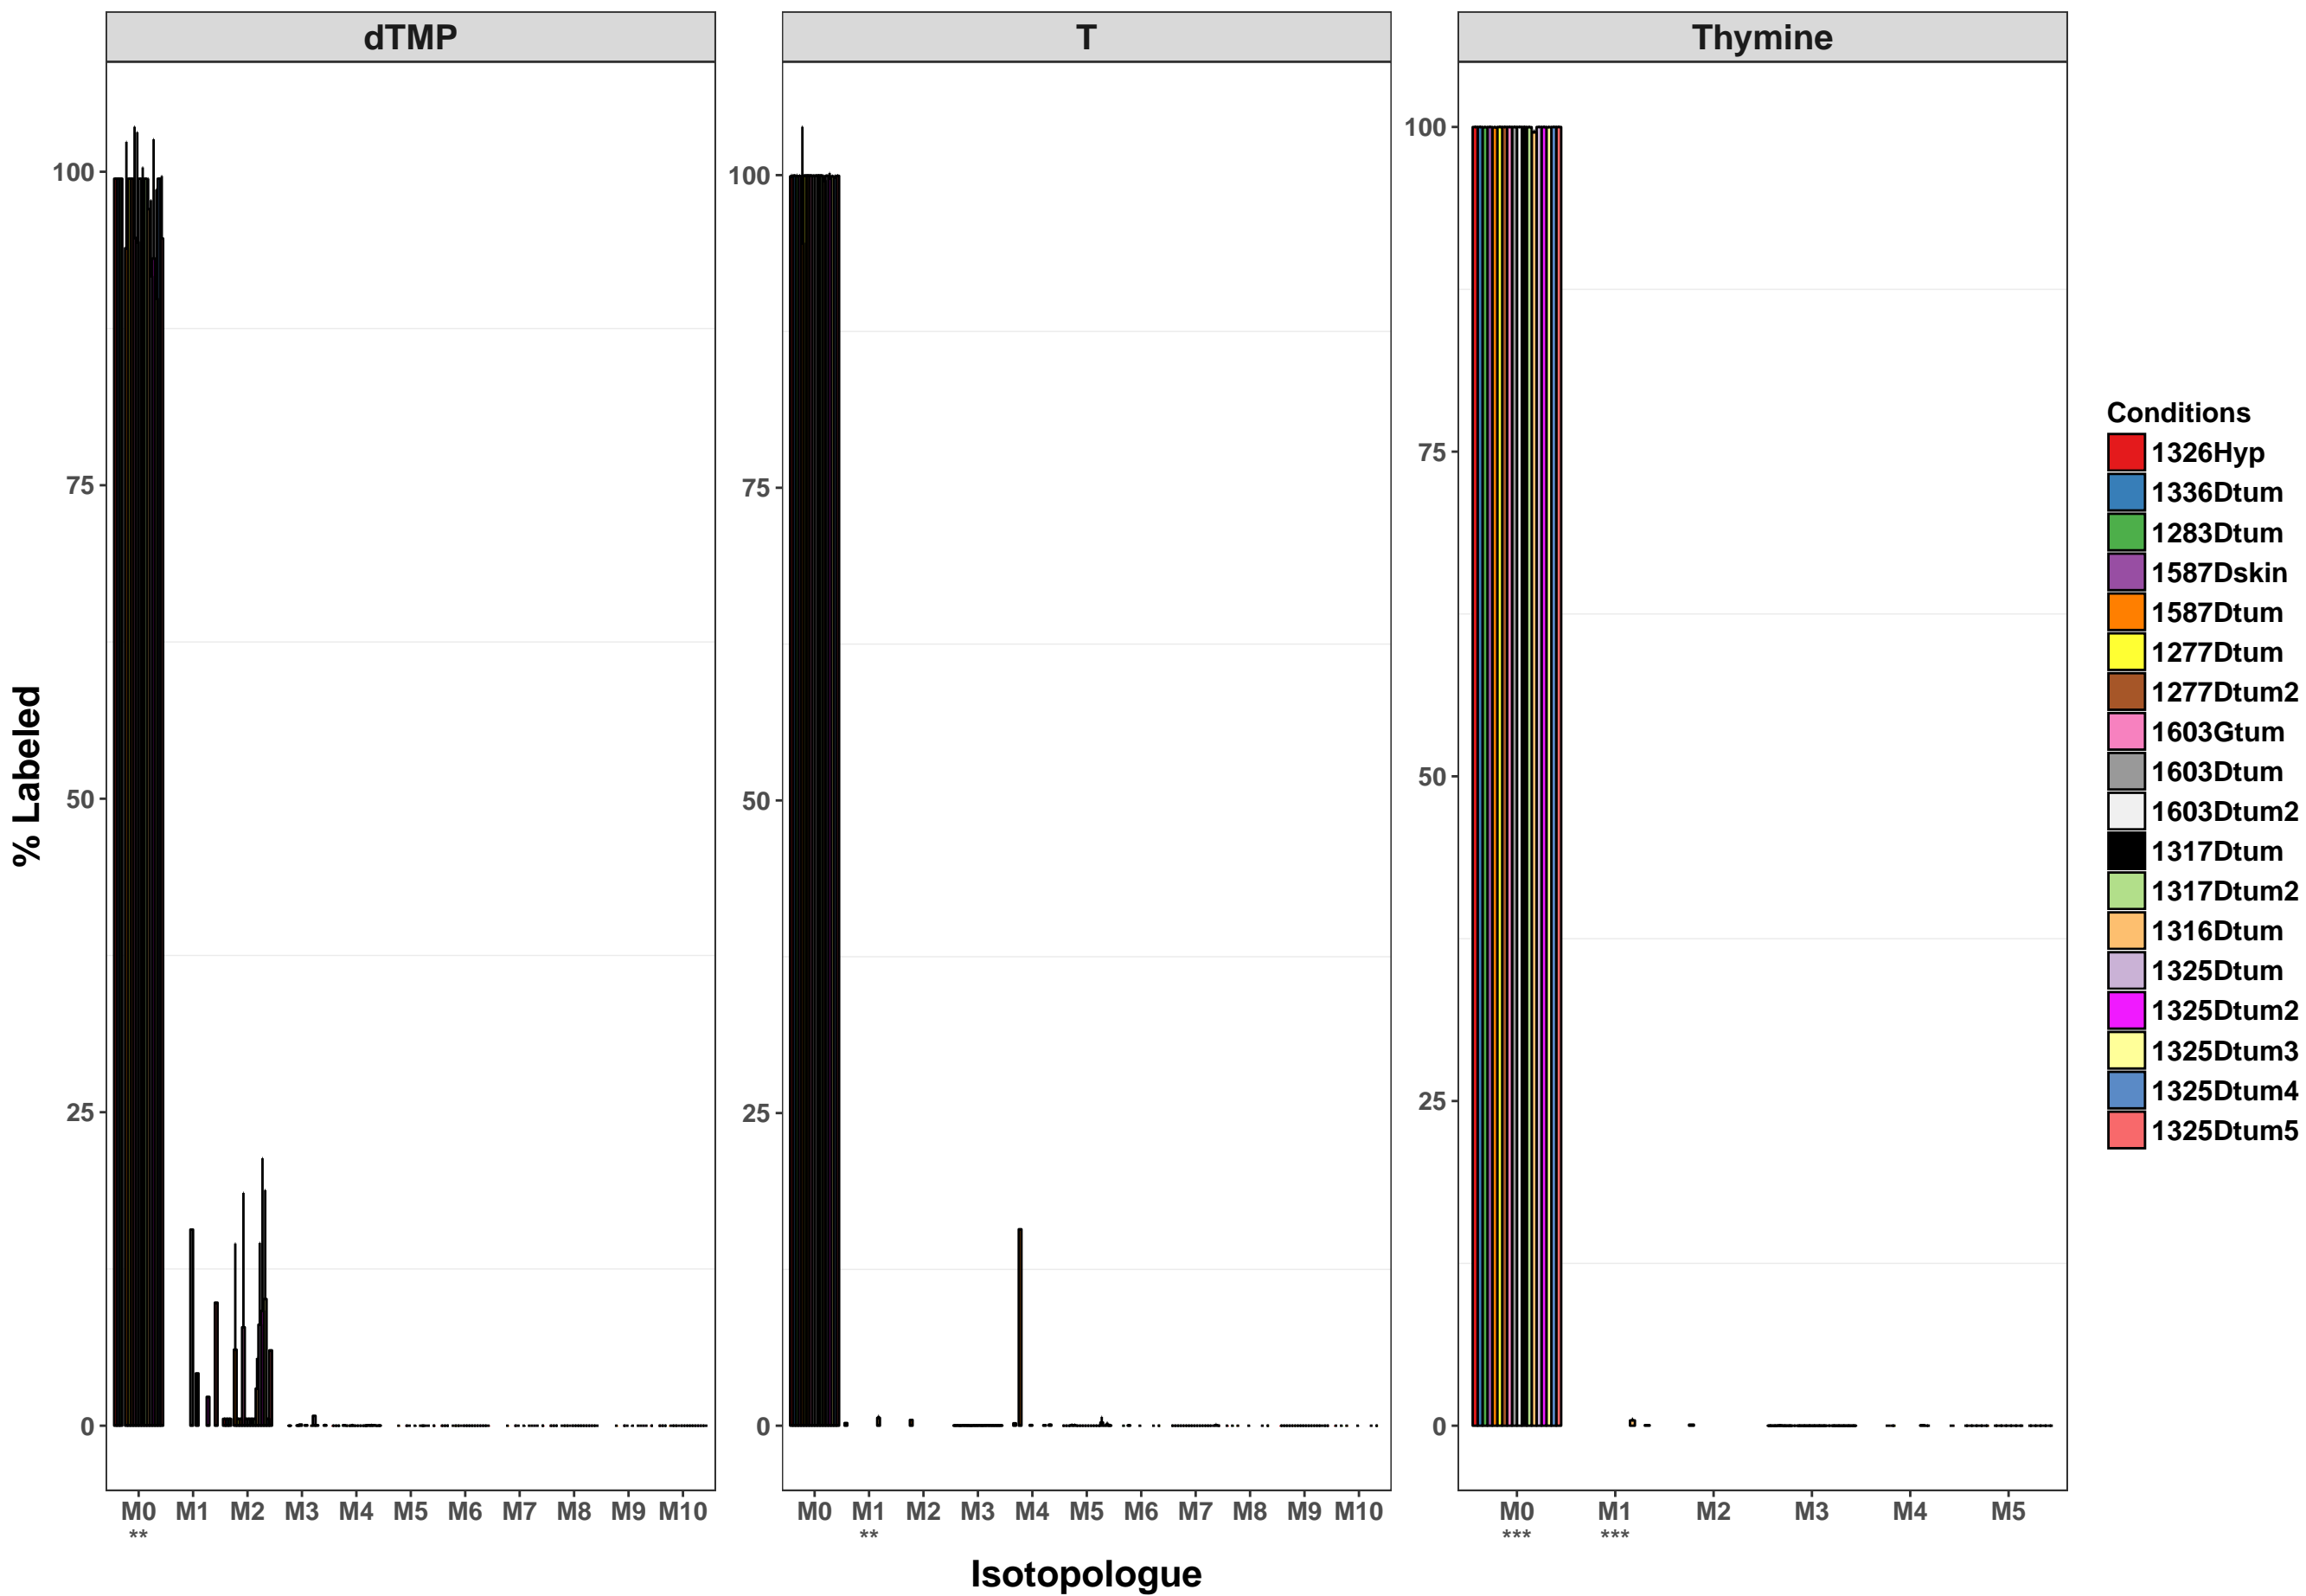 dTMP T Thymine
% Labeled
100
75
50
25
0
100
75
50
25
0
100
75
50
25
0
M0 M1 M2 M3 M4 M5 M6 M7 M8 M9 M10
**
M0 M1 M2 M3 M4 M5 M6 M7 M8 M9 M10
**
M0 M1 M2 M3 M4 M5
*** ***
Isotopologue
Conditions
1326Hyp
1336Dtum
1283Dtum
1587Dskin
1587Dtum
1277Dtum
1277Dtum2
1603Gtum
1603Dtum
1603Dtum2
1317Dtum
1317Dtum2
1316Dtum
1325Dtum
1325Dtum2
1325Dtum3
1325Dtum4
1325Dtum5